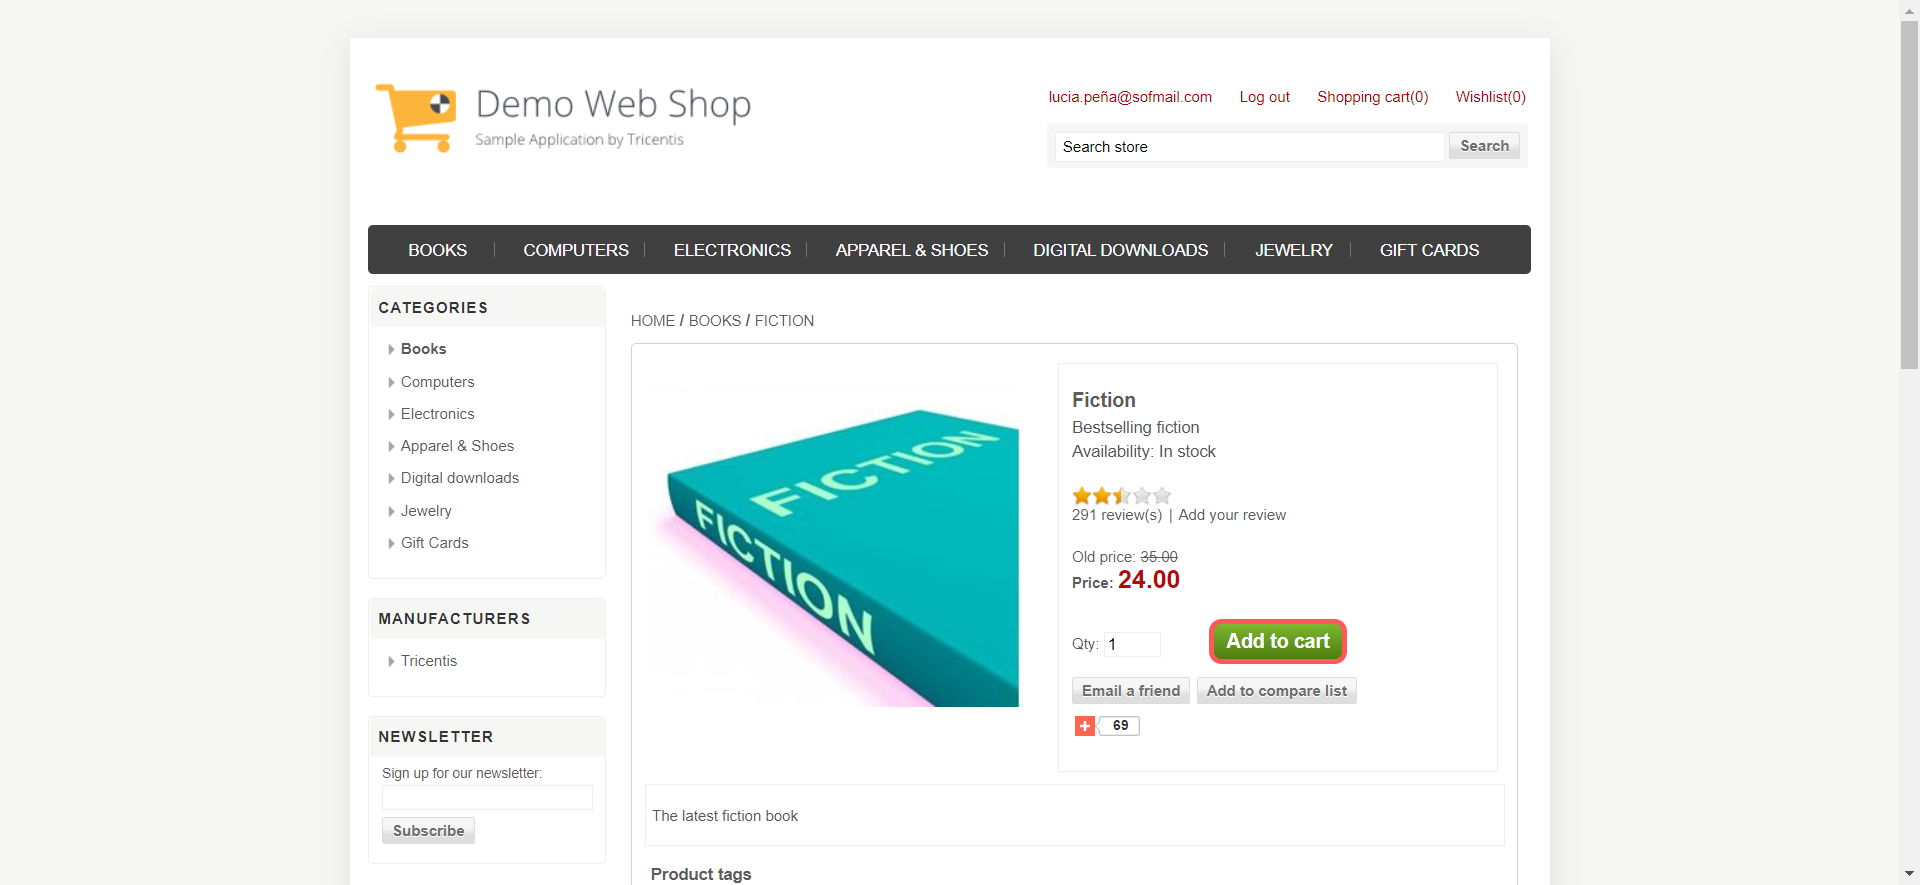 Demo Web Shop
Sample Application by Tricentis
lucia.peña@sofmail.com Log out Shopping cart(0) Wishlist(0)
Search store Search
BOOKS COMPUTERS ELECTRONICS APPAREL & SHOES DIGITAL DOWNLOADS JEWELRY GIFT CARDS
CATEGORIES
Books
Computers
Electronics
Apparel & Shoes
Digital downloads
Jewelry
Gift Cards
MANUFACTURERS
Tricentis
NEWSLETTER
Sign up for our newsletter:
Subscribe
HOME / BOOKS / FICTION
FICTION
FICTION
Fiction
Bestselling fiction
Availability: In stock
291 review(s) | Add your review
Old price: 35.00
Price: 24.00
Qty: 1 Add to cart
Email a friend Add to compare list
+ 69
The latest fiction book
Product tags